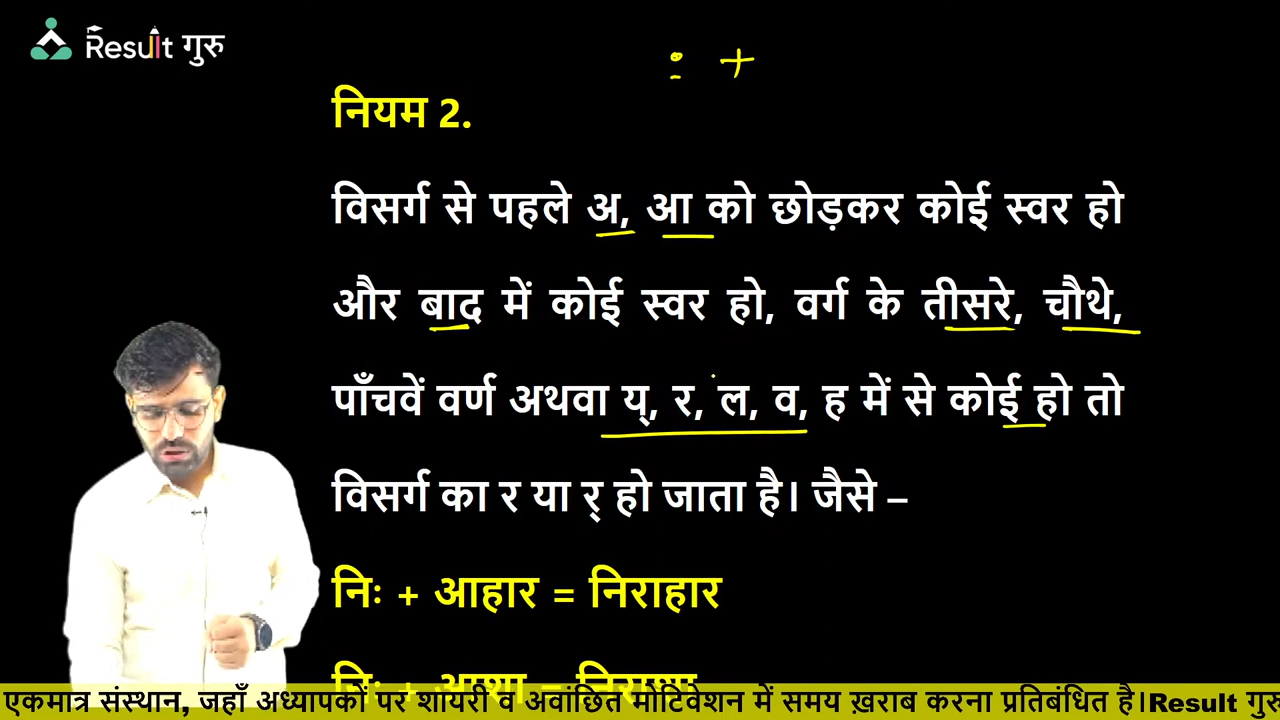 Result गुरु
: +
नियम 2.
विसर्ग से पहले अ, आ को छोड़कर कोई स्वर हो
और बाद में कोई स्वर हो, वर्ग के तीसरे, चौथे,
पाँचवें वर्ण अथवा य्, र, ल, व, ह में से कोई हो तो
विसर्ग का र या र् हो जाता है। जैसे –
निः + आहार = निराहार
निः + आशा = निराशा
एकमात्र संस्थान, जहाँ अध्यापकों पर शायरी व अवांछित मोटिवेशन में समय ख़राब करना प्रतिबंधित है।Result गुरु